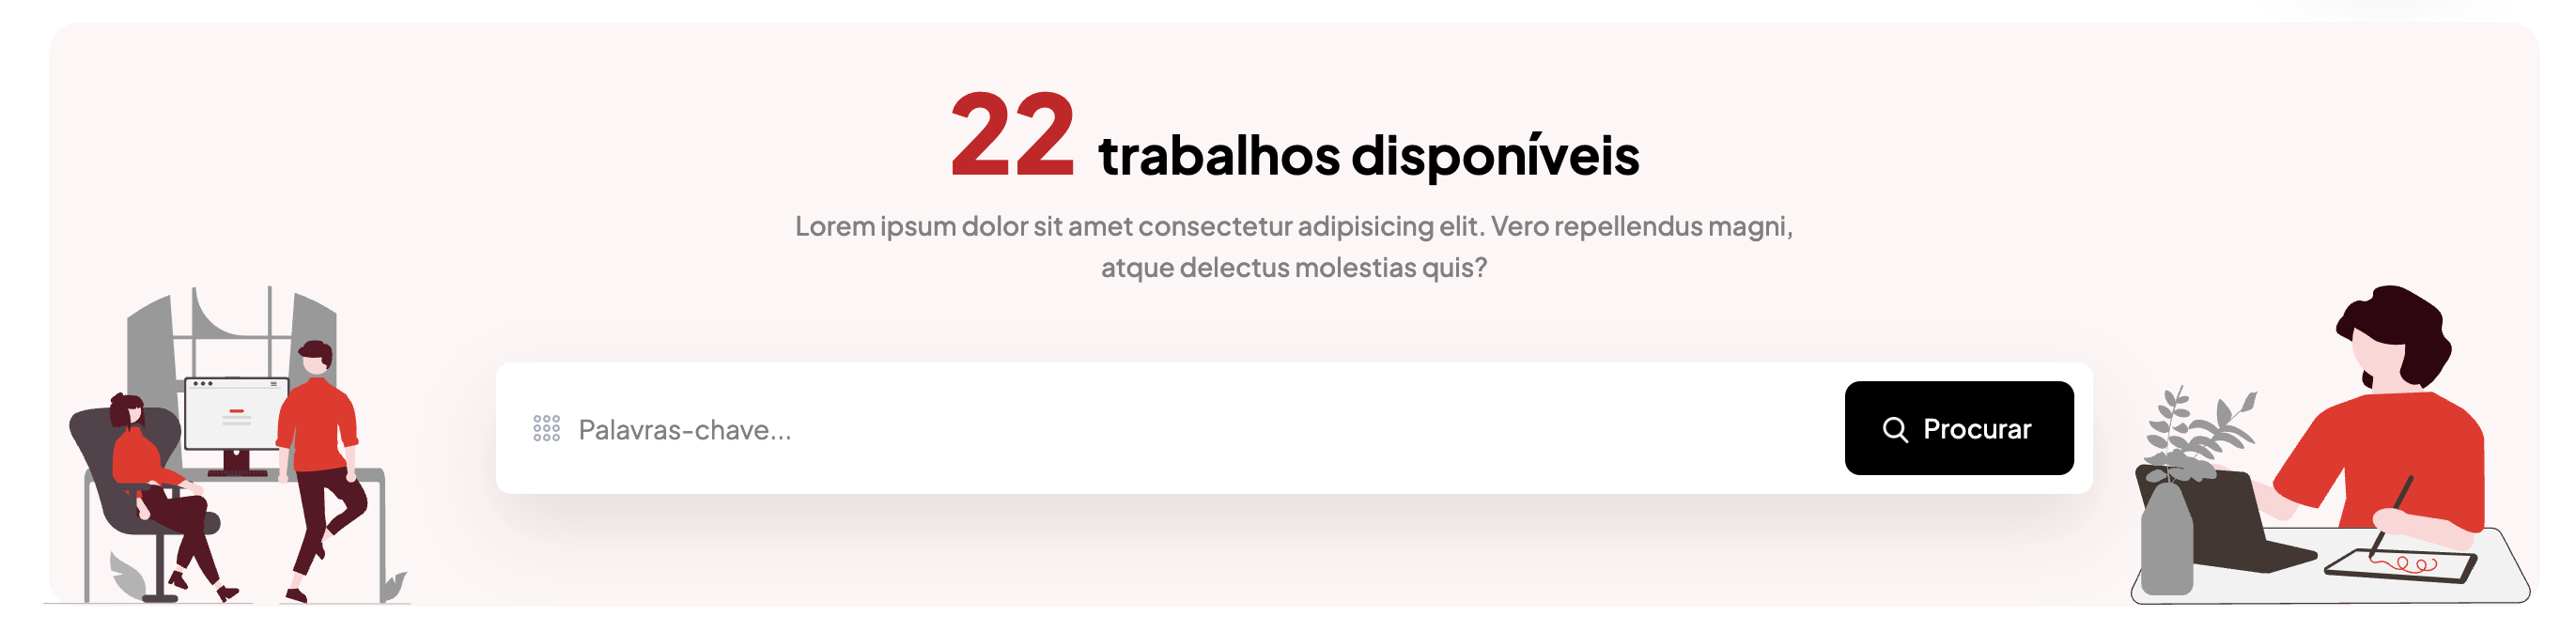 22 trabalhos disponíveis
Lorem ipsum dolor sit amet consectetur adipisicing elit. Vero repellendus magni,
atque delectus molestias quis?
Palavras-chave...
Procurar